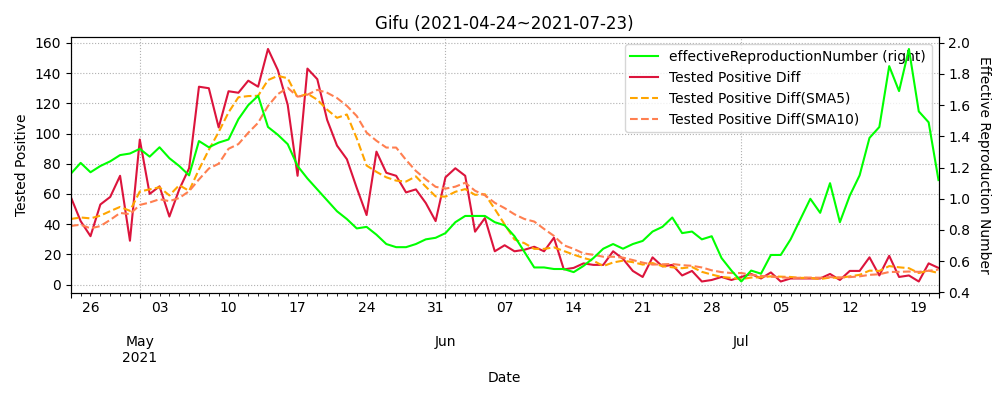 Gifu (2021-04-24~2021-07-23)
effectiveReproductionNumber (right)
Tested Positive Diff
Tested Positive Diff(SMA5)
Tested Positive Diff(SMA10)
Tested Positive
160
140
120
100
80
60
40
20
0
2.0
1.8
1.6
1.4
1.2
1.0
0.8
0.6
0.4
Effective Reproduction Number
26 03 10 17 24 31 07 14 21 28 05 12 19
May Jun Jul
2021
Date